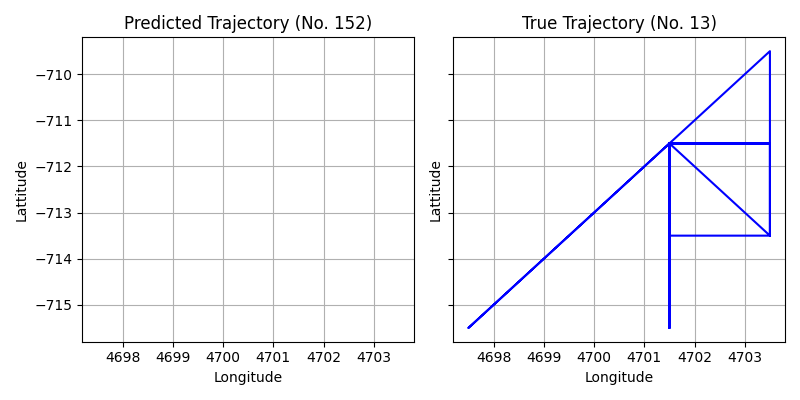 Predicted Trajectory (No. 152)
True Trajectory (No. 13)
Lattitude
−710
−711
−712
−713
−714
−715
4698 4699 4700 4701 4702 4703
Longitude
Lattitude
4698 4699 4700 4701 4702 4703
Longitude